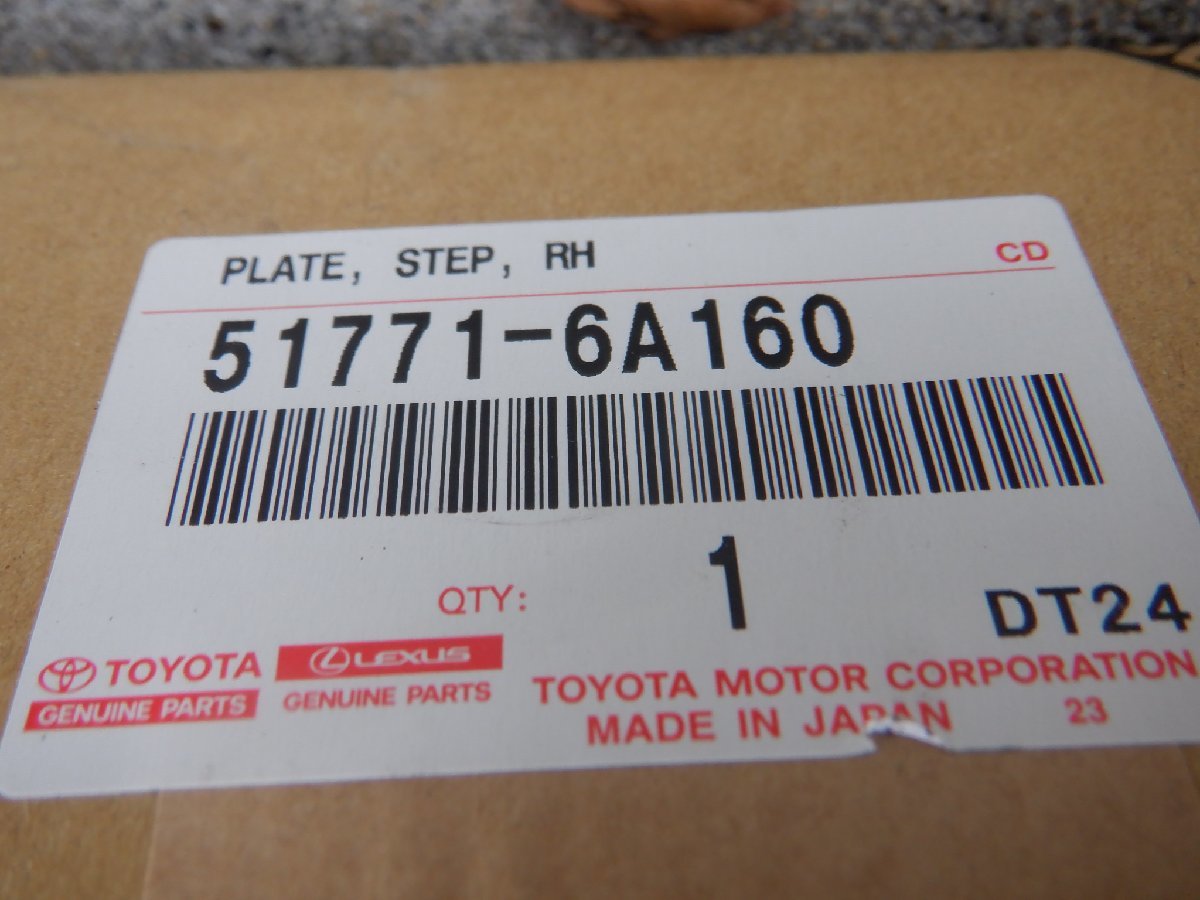 PLATE, STEP, RH
CD
51771-6A160
QTY: 1
DT24
TOYOTA
GENUINE PARTS
LEXUS
GENUINE PARTS
TOYOTA MOTOR CORPORATION
MADE IN JAPAN 23